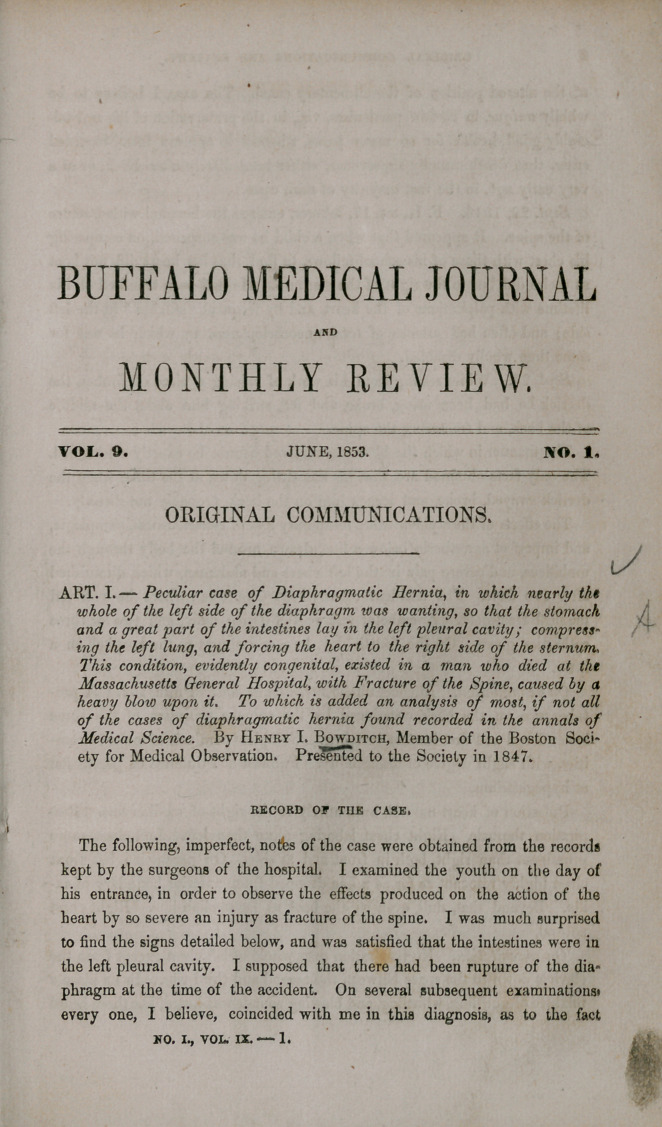 BUFFALO MEDICAL JOURNAL
AND
MONTHLY REVIEW.
VOL. 9. JUNE, 1853. NO. 1.
ORIGINAL COMMUNICATIONS.
ART. I.— Peculiar case of Diaphragmatic Hernia, in which nearly the
whole of the left side of the diaphragm was wanting, so that the stomach
and a great part of the intestines lay in the left pleural cavity; compress-
ing the left lung, and forcing the heart to the right side of the sternum.
This condition, evidently congenital, existed in a man who died at the
Massachusetts General Hospital, with Fracture of the Spine, caused by a
heavy blow upon it. To which is added an analysis of most, if not all
of the cases of diaphragmatic hernia found recorded in the annals of
Medical Science. By HENRY I. BOWDITCH, Member of the Boston Soci-
ety for Medical Observation. Presented to the Society in 1847.
RECORD OF THE CASE.
The following, imperfect, notes of the case were obtained from the records
kept by the surgeons of the hospital. I examined the youth on the day of
his entrance, in order to observe the effects produced on the action of the
heart by so severe an injury as fracture of the spine. I was much surprised
to find the signs detailed below, and was satisfied that the intestines were in
the left pleural cavity. I supposed that there had been rupture of the dia-
phragm at the time of the accident. On several subsequent examinations,
every one, I believe, coincided with me in this diagnosis, as to the fact
NO. I., VOL. IX. — 1.
A